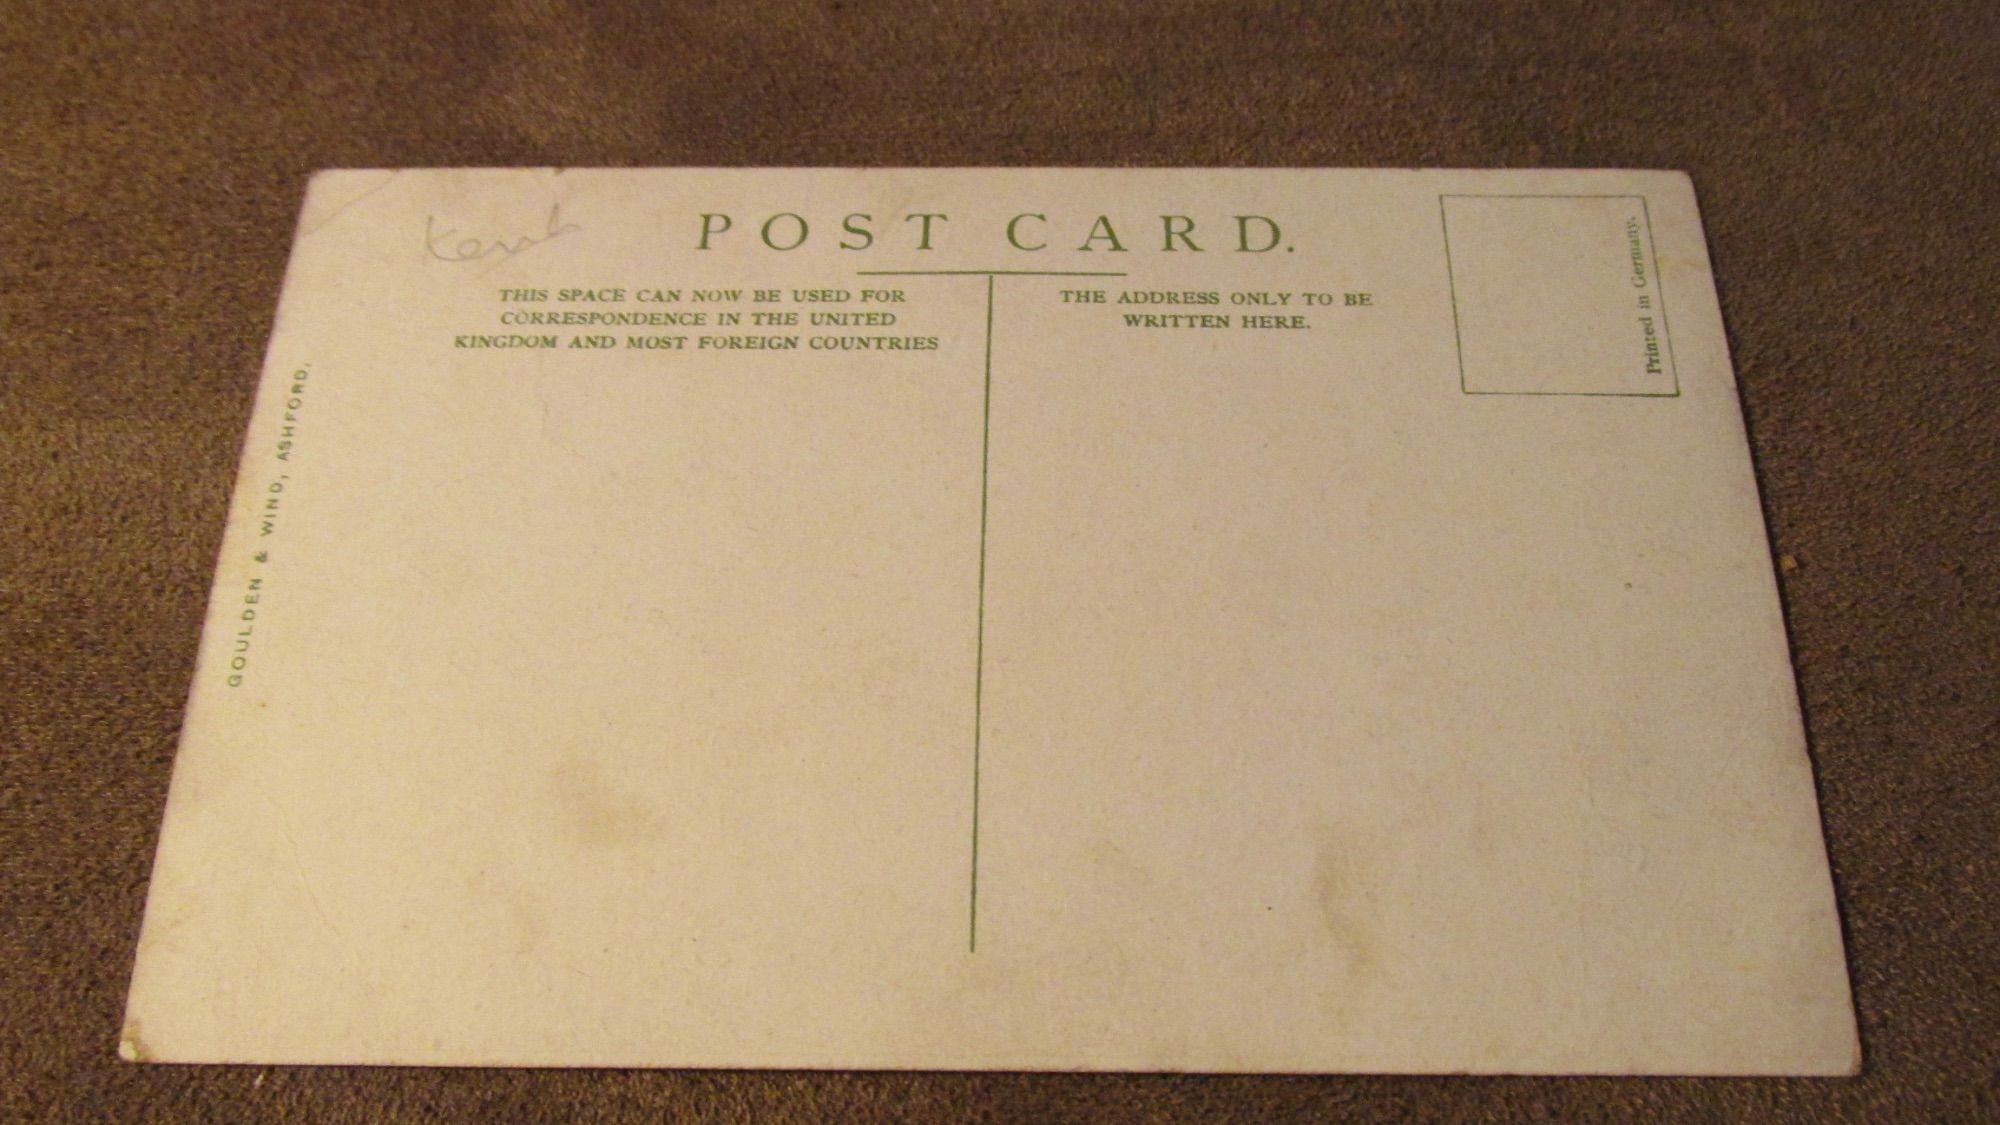 POST CARD.
THIS SPACE CAN NOW BE USED FOR
CORRESPONDENCE IN THE UNITED
KINGDOM AND MOST FOREIGN COUNTRIES
THE ADDRESS ONLY TO BE
WRITTEN HERE.
Printed in Germany.
GOULDEN & WIND, ASHFORD.